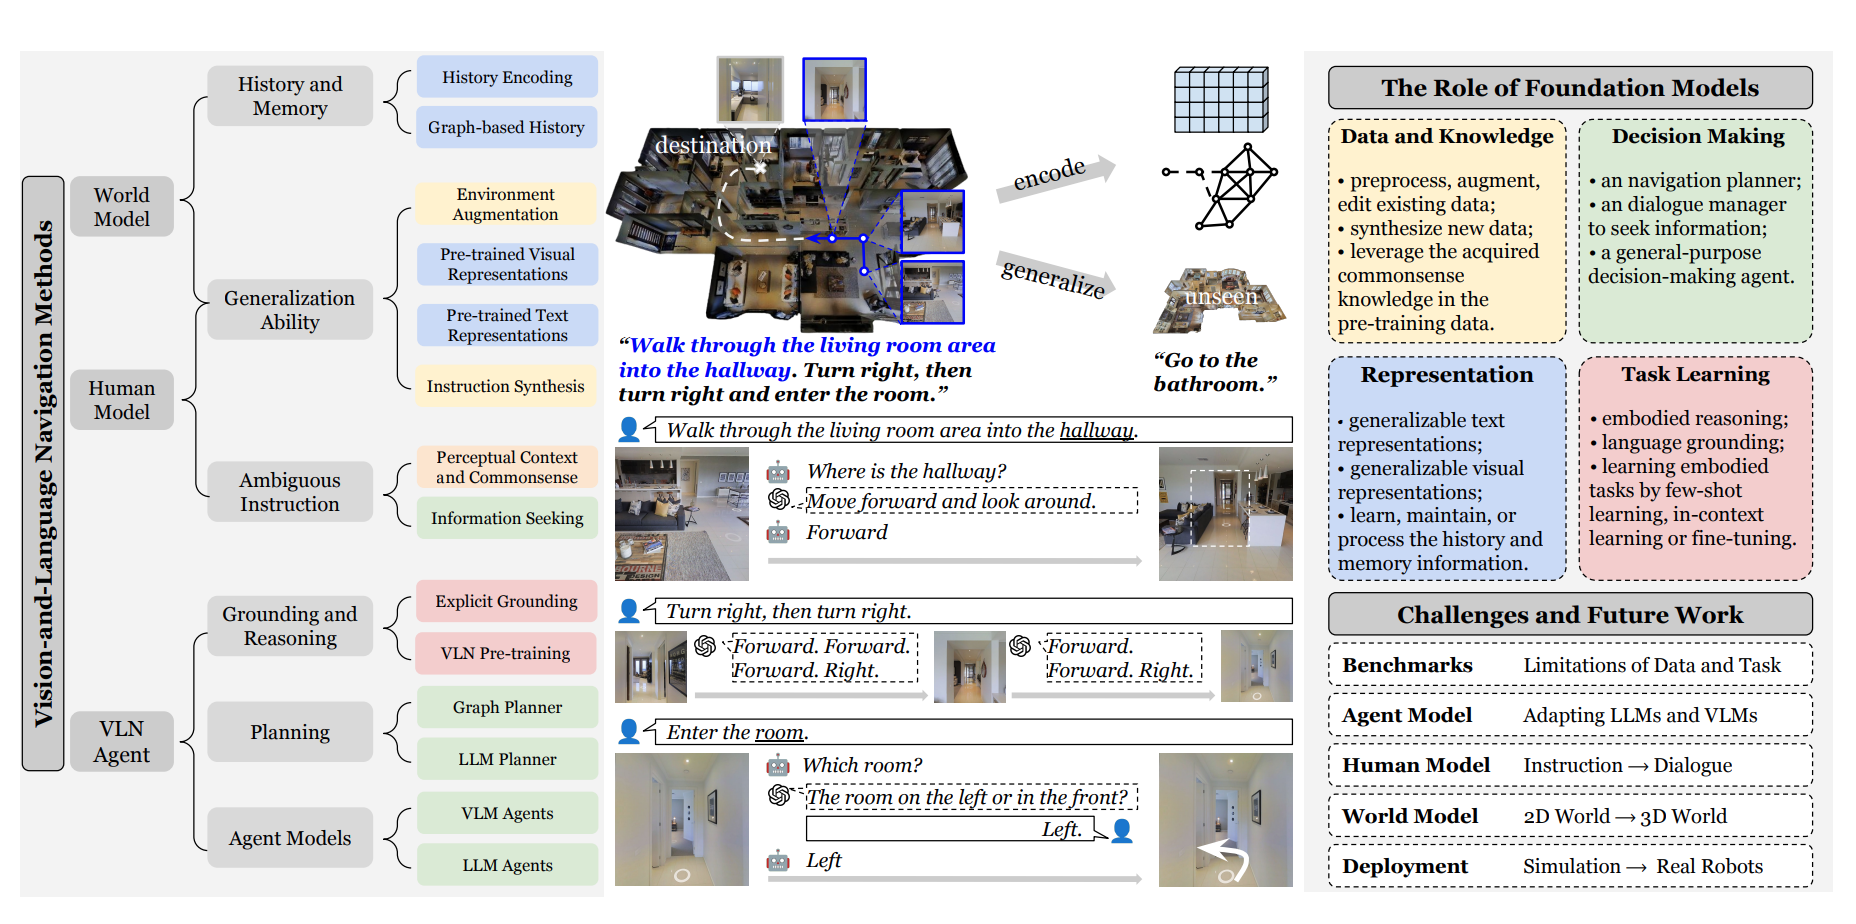 Vision-and-Language Navigation Methods
World
Model
Human
Model
VLN
Agent
History and
Memory
Generalization
Ability
Ambiguous
Instruction
Grounding and
Reasoning
Planning
Agent Models
History Encoding
Graph-based History
Environment
Augmentation
Pre-trained Visual
Representations
Pre-trained Text
Representations
Instruction Synthesis
Perceptual Context
and Commonsense
Information Seeking
Explicit Grounding
VLN Pre-training
Graph Planner
LLM Planner
VLM Agents
LLM Agents
destination
encode
generalize
unseen
“Walk through the living room area
into the hallway. Turn right, then
turn right and enter the room.”
“Go to the
bathroom.”
Walk through the living room area into the hallway.
Where is the hallway?
Move forward and look around.
Forward
Turn right, then turn right.
Forward. Forward.
Forward. Right.
Forward.
Forward. Right.
Enter the room.
Which room?
The room on the left or in the front?
Left.
Left
The Role of Foundation Models
Data and Knowledge
• preprocess, augment,
edit existing data;
• synthesize new data;
• leverage the acquired
commonsense
knowledge in the
pre-training data.
Decision Making
• an navigation planner;
• an dialogue manager
to seek information;
• a general-purpose
decision-making agent.
Representation
• generalizable text
representations;
• generalizable visual
representations;
• learn, maintain, or
process the history and
memory information.
Task Learning
• embodied reasoning;
• language grounding;
• learning embodied
tasks by few-shot
learning, in-context
learning or fine-tuning.
Challenges and Future Work
Benchmarks Limitations of Data and Task
Agent Model Adapting LLMs and VLMs
Human Model Instruction → Dialogue
World Model 2D World → 3D World
Deployment Simulation → Real Robots